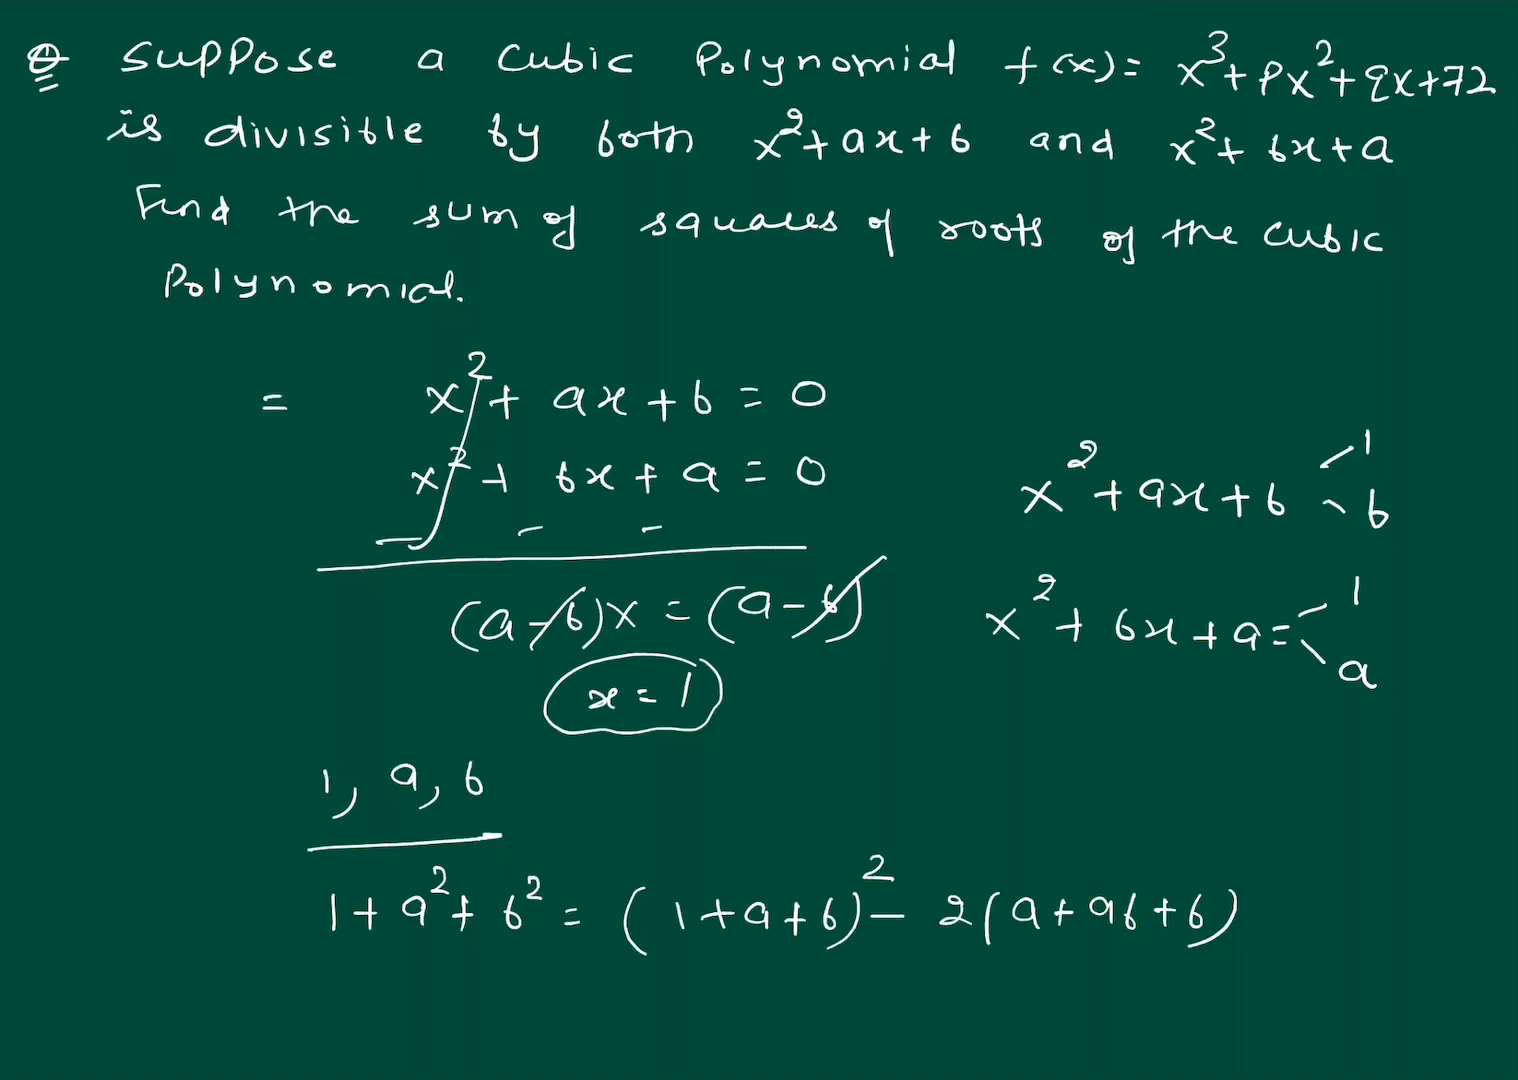 Q Suppose a cubic Polynomial f(x) = x³ + px² + qx + 72
is divisible by both x² + ax + b and x² + bx + a
Find the sum of squares of roots of the cubic
Polynomial.
= x² + ax + b = 0
x² + bx + a = 0
- - -
(a-b)x = (a-b)
x = 1
x² + ax + b 1
b
x² + bx + a = 1
a
1, a, b
1 + a² + b² = (1+a+b)² - 2(a+ab+b)